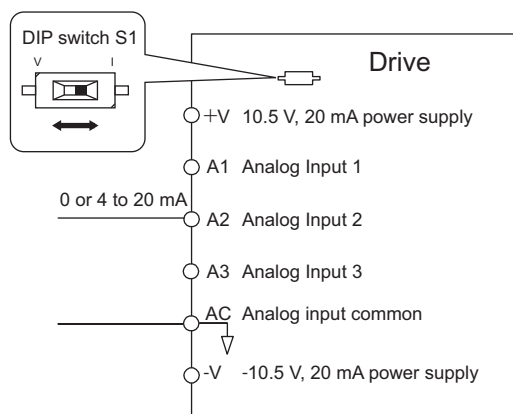 DIP switch S1
V I
Drive
+V 10.5 V, 20 mA power supply
A1 Analog Input 1
0 or 4 to 20 mA
A2 Analog Input 2
A3 Analog Input 3
AC Analog input common
-V -10.5 V, 20 mA power supply